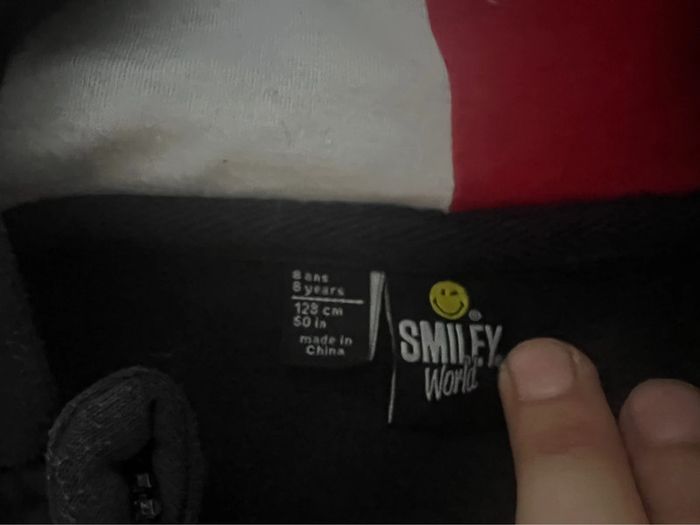 8 ans
8 years
128 cm
50 in
made in
China
®
SMILEY
World